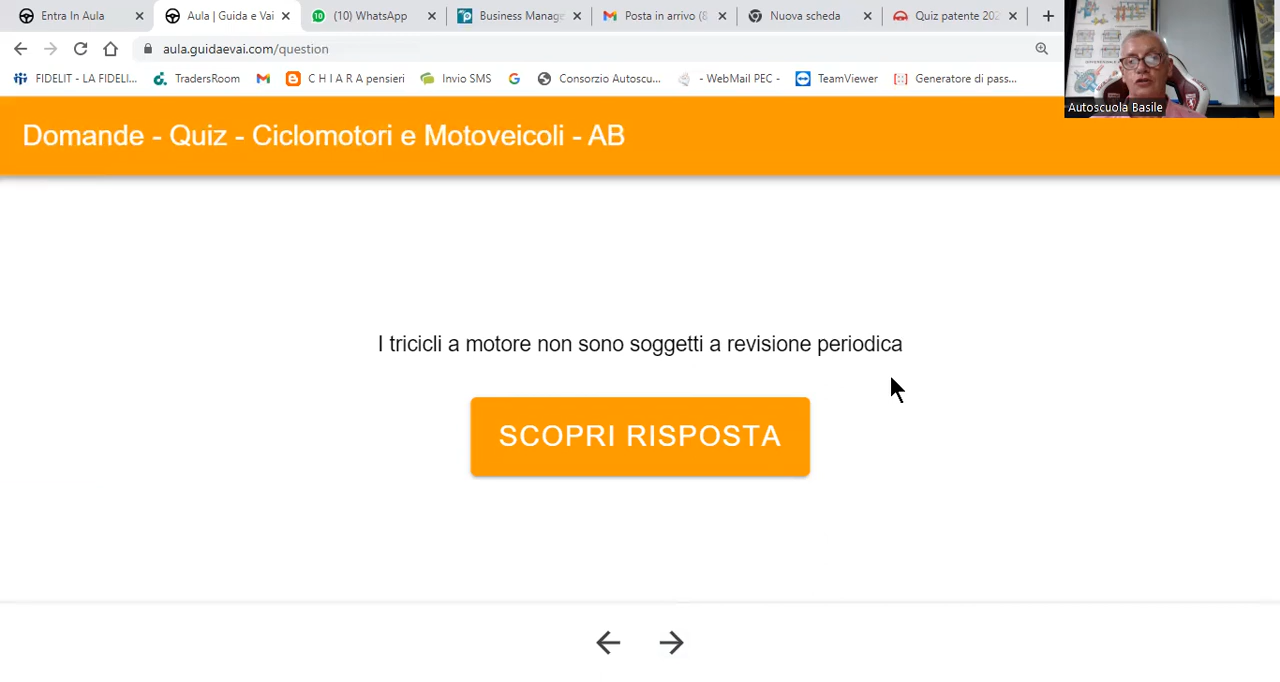 Entra In Aula
Aula | Guida e Vai
(10) WhatsApp
Business Manage
Posta in arrivo (8
Nuova scheda
Quiz patente 202
aula.guidaevai.com/question
FIDELIT - LA FIDELI...
TradersRoom
C H I A R A pensieri
Invio SMS
Consorzio Autoscu...
- WebMail PEC -
TeamViewer
Generatore di pass...
Autoscuola Basile
Domande - Quiz - Ciclomotori e Motoveicoli - AB
I tricicli a motore non sono soggetti a revisione periodica
SCOPRI RISPOSTA